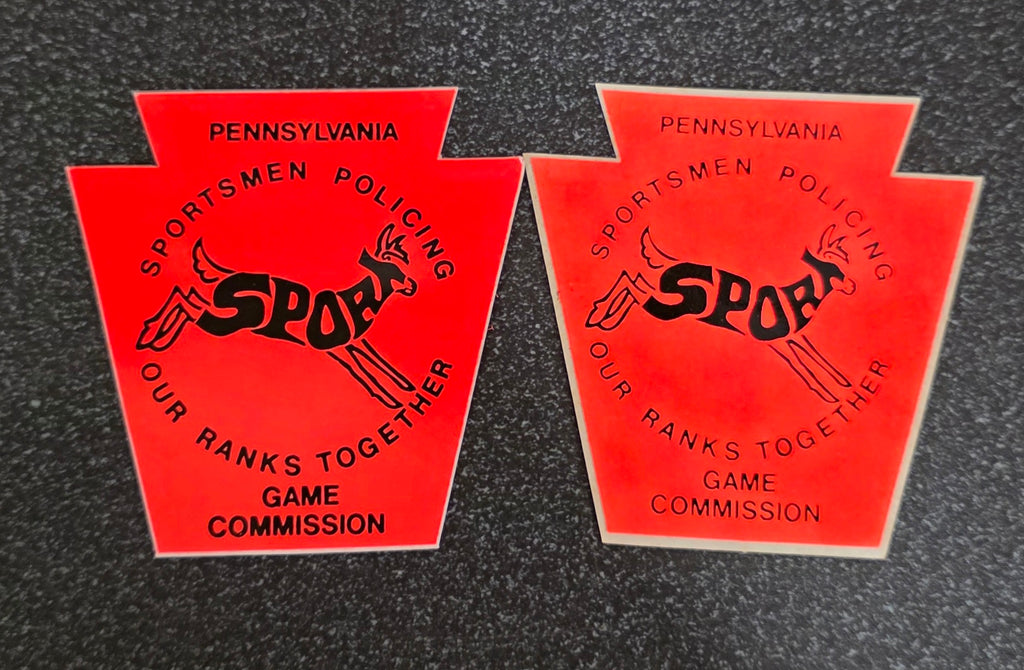 PENNSYLVANIA
SPORTSMEN POLICING
SPORT
OUR RANKS TOGETHER
GAME
COMMISSION
PENNSYLVANIA
SPORTSMEN POLICING
SPORT
OUR RANKS TOGETHER
GAME
COMMISSION